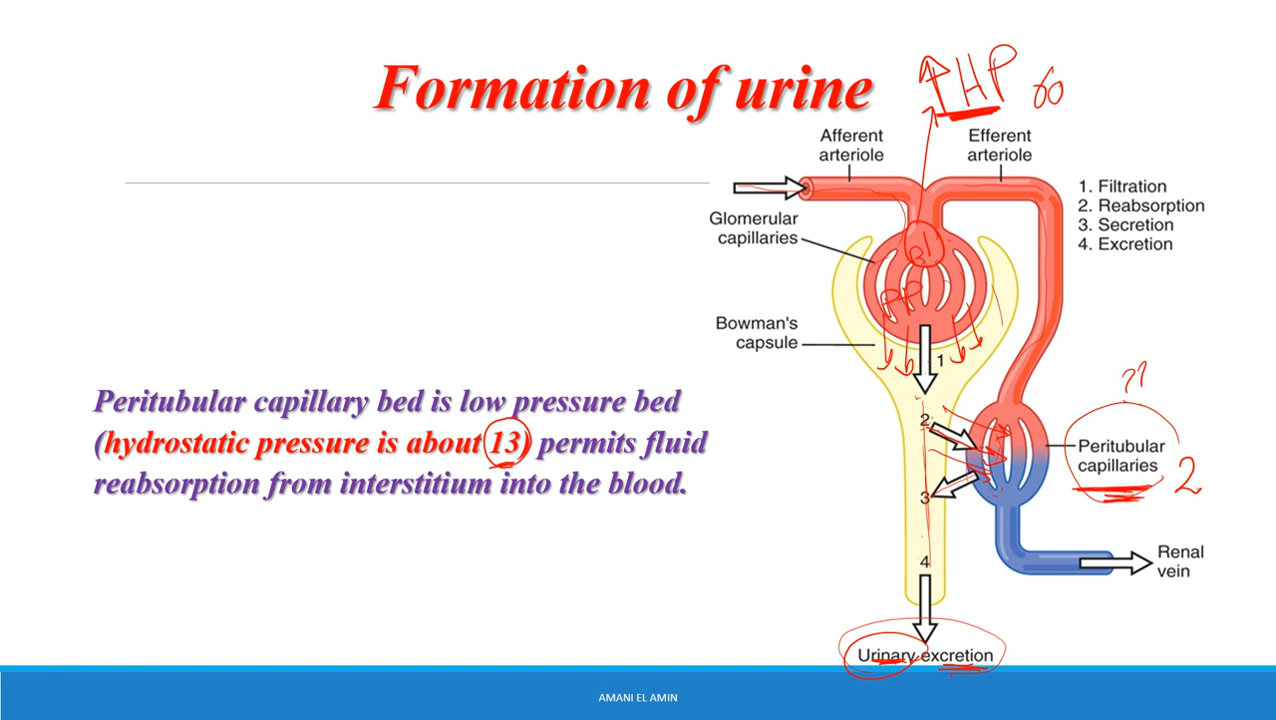 Formation of urine
↑HP 60
Afferent
arteriole
Efferent
arteriole
1. Filtration
2. Reabsorption
3. Secretion
4. Excretion
Glomerular
capillaries
Bowman's
capsule
1
Peritubular capillary bed is low pressure bed
(hydrostatic pressure is about 13) permits fluid
reabsorption from interstitium into the blood.
2
??
Peritubular
capillaries
2
3
4
Renal
vein
Urinary excretion
AMANI EL AMIN